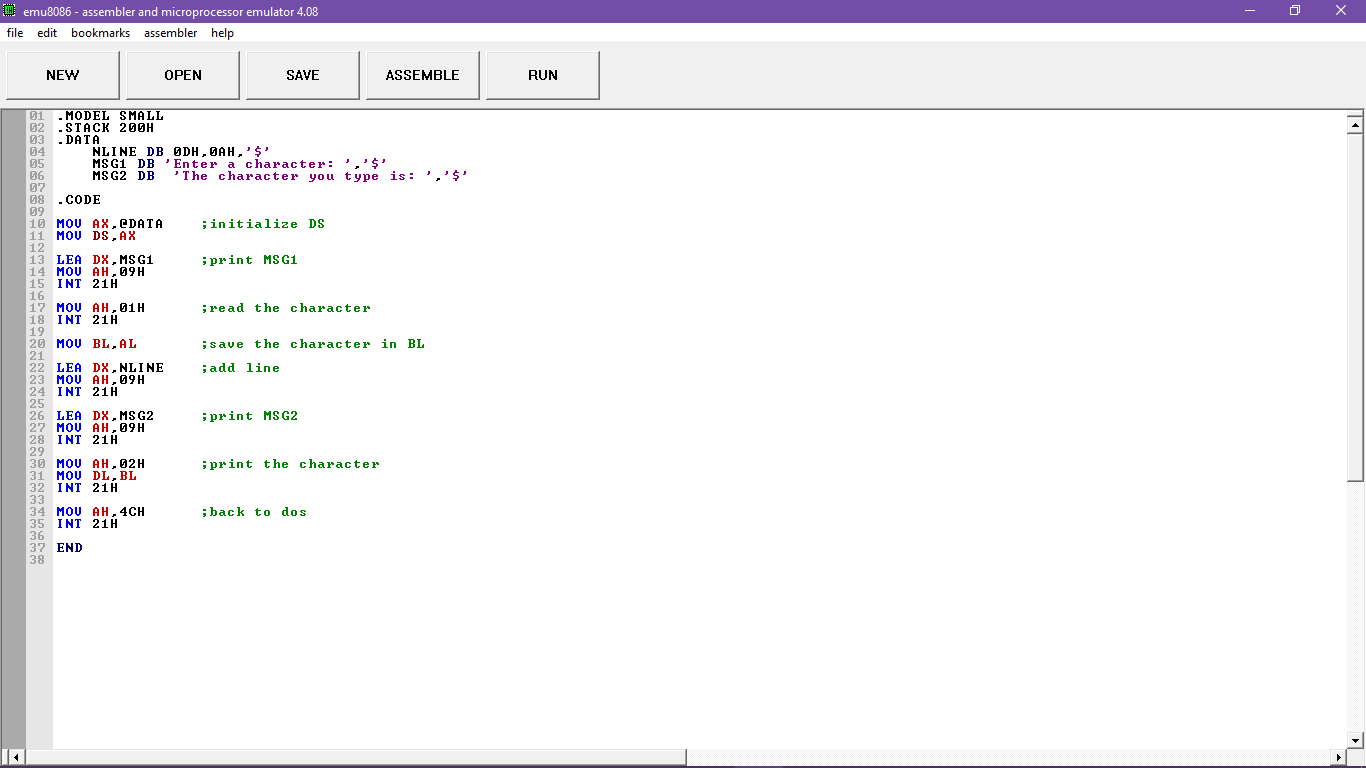 emu8086 - assembler and microprocessor emulator 4.08
file edit bookmarks assembler help
NEW OPEN SAVE ASSEMBLE RUN
01 .MODEL SMALL
02 .STACK 200H
03 .DATA
04     NLINE DB 0DH,0AH,'$'
05     MSG1 DB 'Enter a character: ','$'
06     MSG2 DB  'The character you type is: ','$'
07
08 .CODE
09
10 MOV AX,@DATA    ;initialize DS
11 MOV DS,AX
12
13 LEA DX,MSG1     ;print MSG1
14 MOV AH,09H
15 INT 21H
16
17 MOV AH,01H      ;read the character
18 INT 21H
19
20 MOV BL,AL       ;save the character in BL
21
22 LEA DX,NLINE    ;add line
23 MOV AH,09H
24 INT 21H
25
26 LEA DX,MSG2     ;print MSG2
27 MOV AH,09H
28 INT 21H
29
30 MOV AH,02H      ;print the character
31 MOV DL,BL
32 INT 21H
33
34 MOV AH,4CH      ;back to dos
35 INT 21H
36
37 END
38